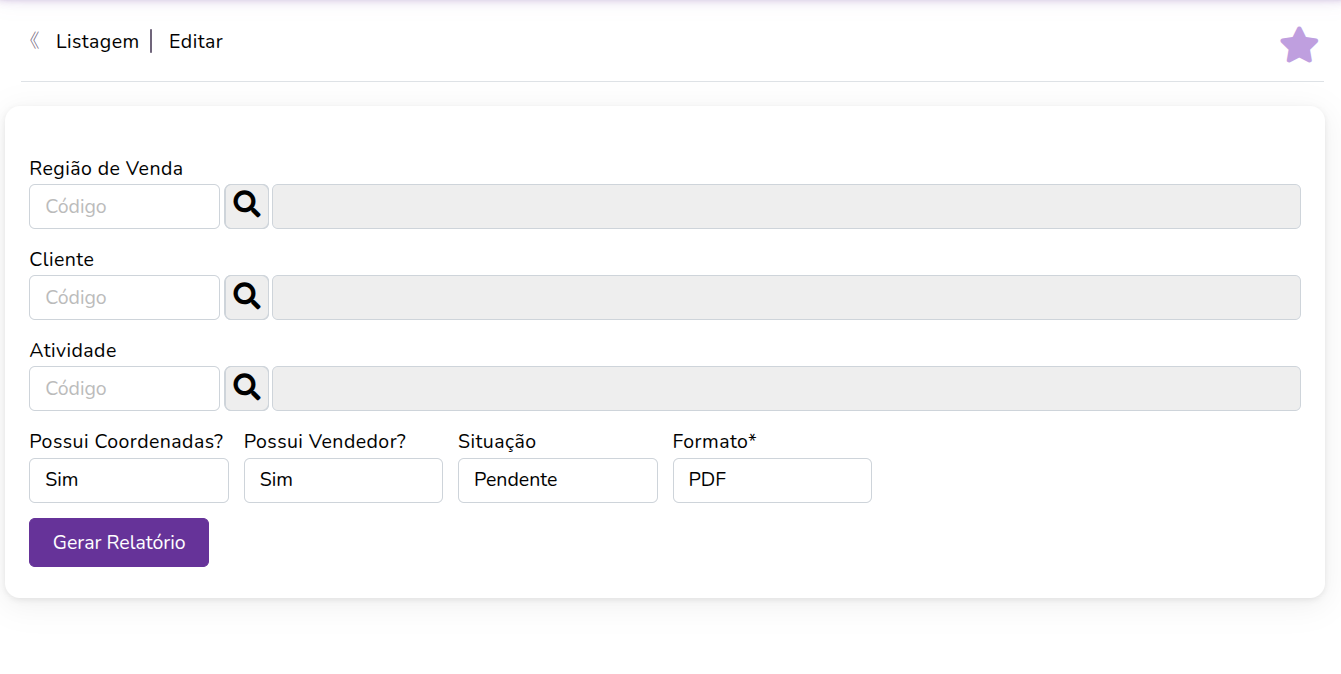 《 Listagem | Editar
Região de Venda
Código
Cliente
Código
Atividade
Código
Possui Coordenadas? Possui Vendedor? Situação Formato*
Sim Sim Pendente PDF
Gerar Relatório